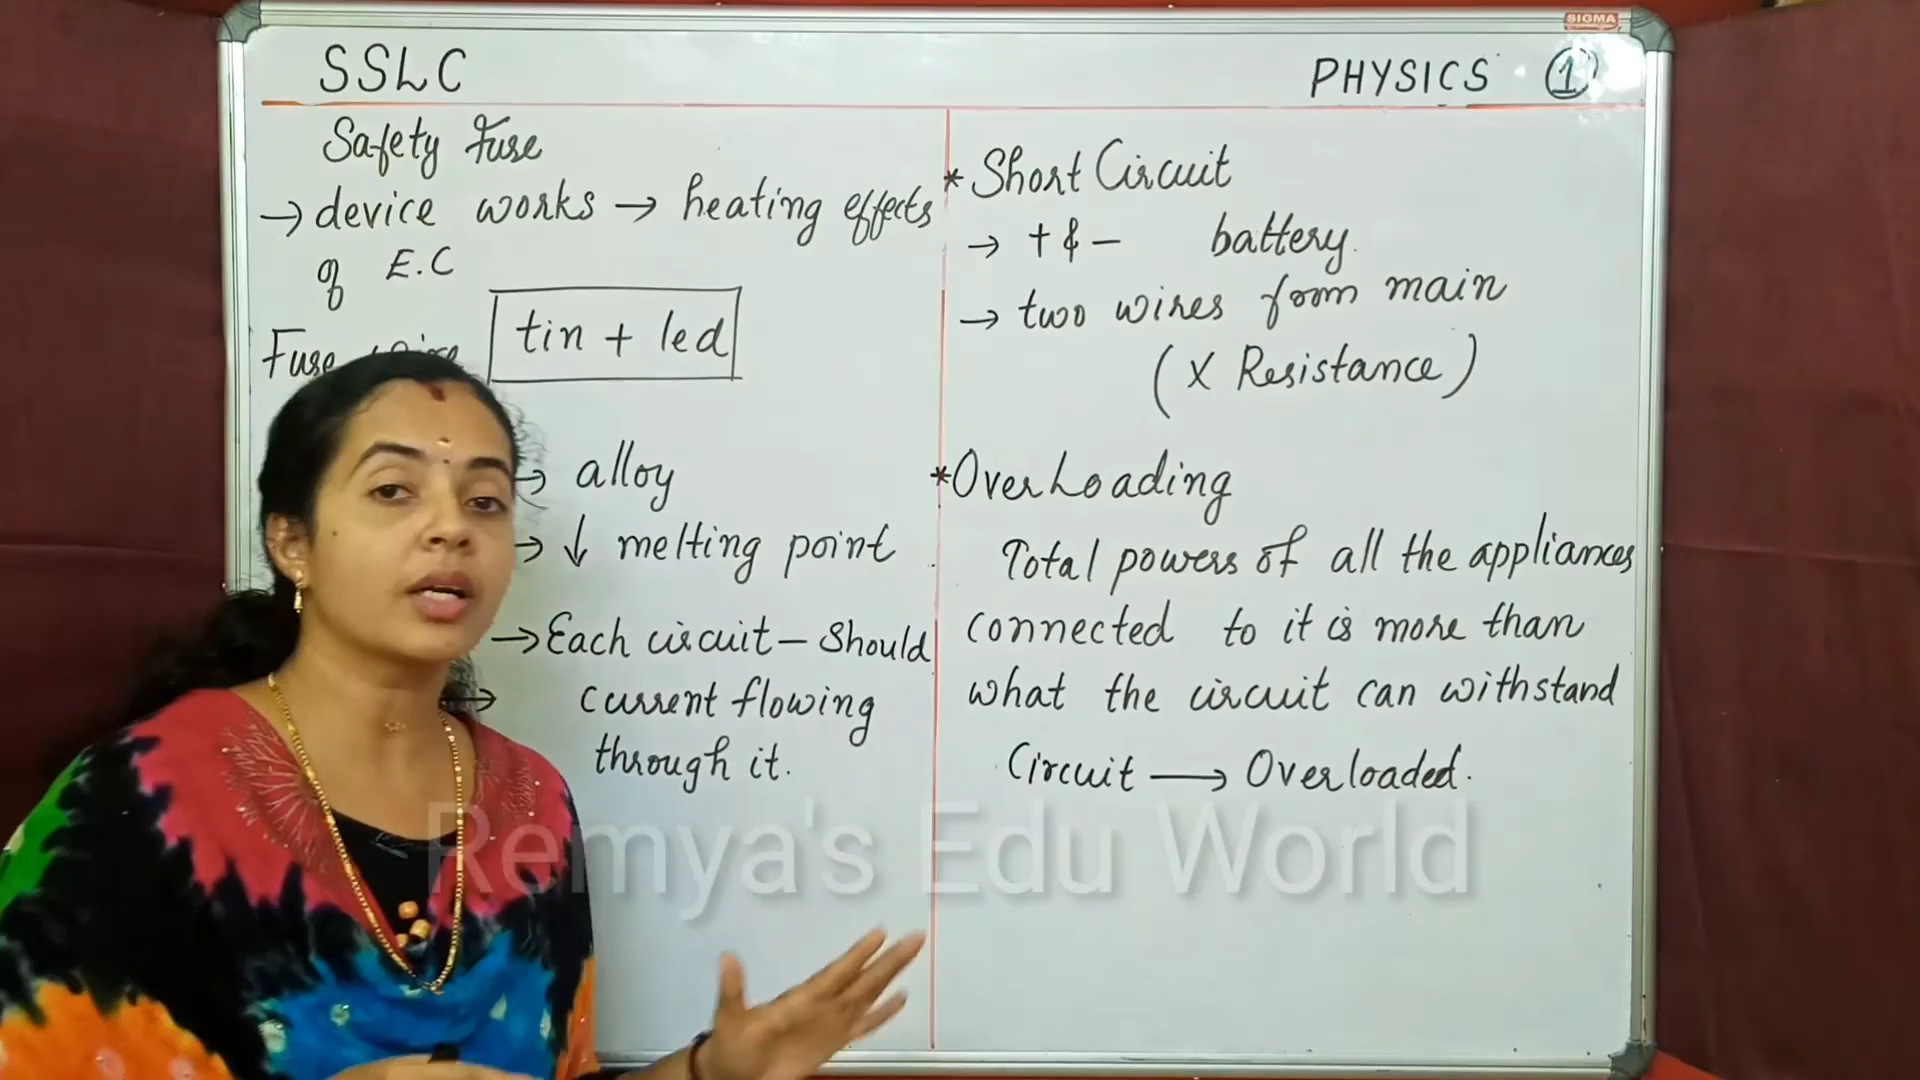 SIGMA
SSLC
PHYSICS 1
Safety Fuse
→ device works → heating effects
of E.C
Fuse wire
tin + led
→ alloy
→ ↓ melting point
→ Each circuit – Should
→ current flowing
through it.
* Short Circuit
→ + & – battery.
→ two wires from main
(X Resistance)
* OverLoading
Total powers of all the appliances
connected to it is more than
what the circuit can withstand
Circuit → Overloaded.
Remya's Edu World